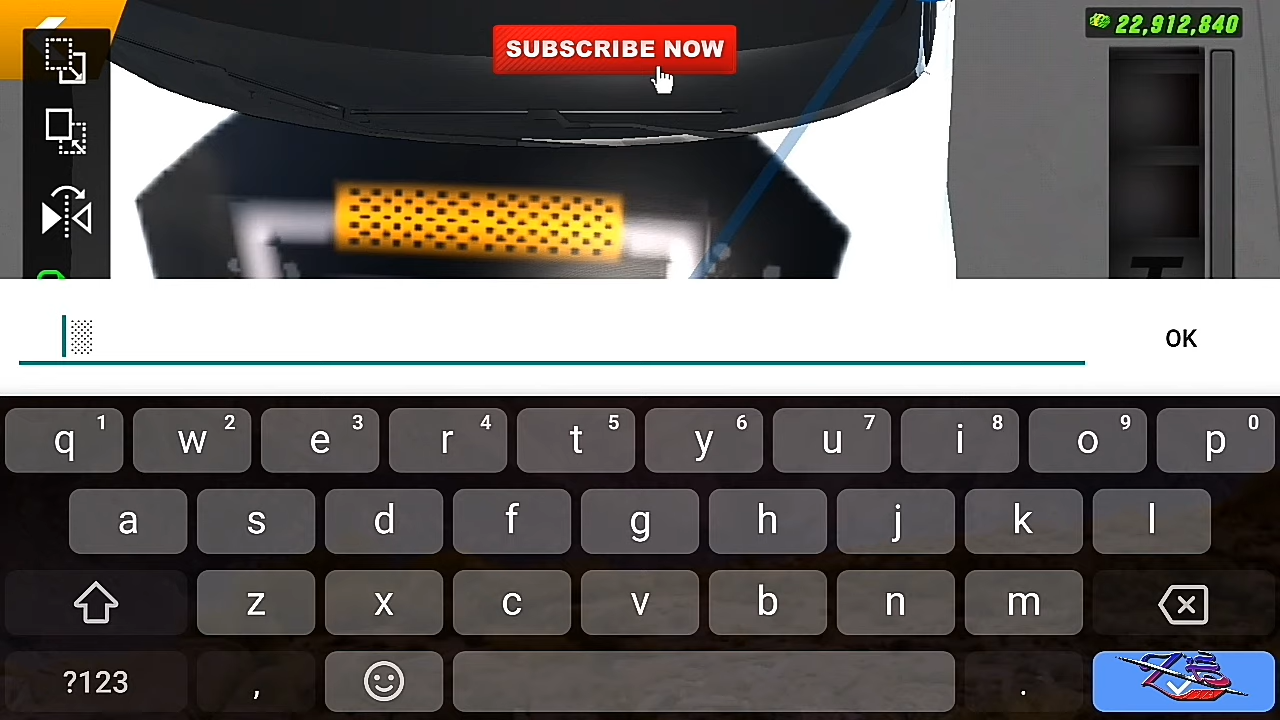 SUBSCRIBE NOW
22,912,840
T
░
OK
q 1 w 2 e 3 r 4 t 5 y 6 u 7 i 8 o 9 p 0
a s d f g h j k l
z x c v b n m
?123 , .